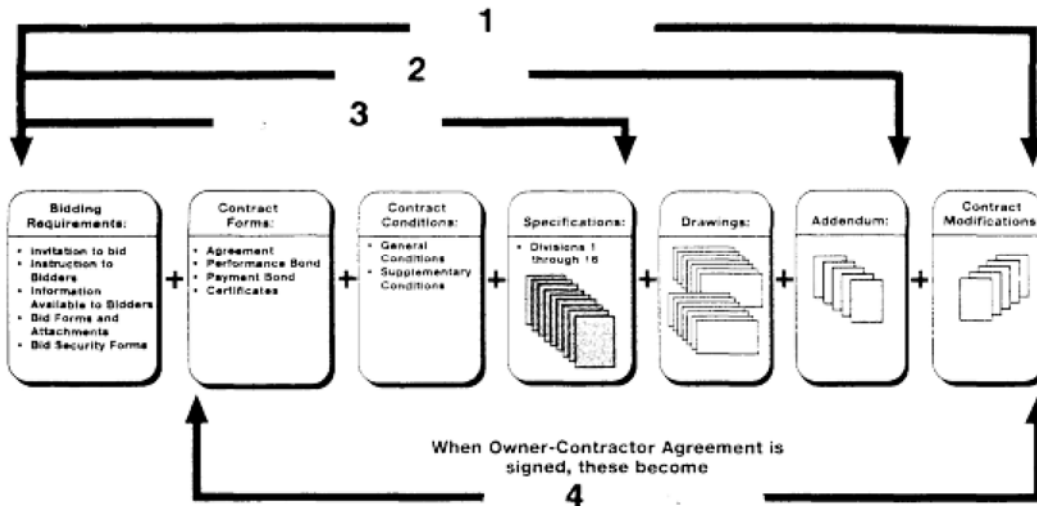 1
2
3
Bidding
Requirements:
• Invitation to bid
• Instruction to
Bidders
• Information
Available to Bidders
• Bid Forms and
Attachments
• Bid Security Forms
+
Contract
Forms:
• Agreement
• Performance Bond
• Payment Bond
• Certificates
+
Contract
Conditions:
• General
Conditions
• Supplementary
Conditions
+
Specifications:
• Divisions 1
through 16
+
Drawings:
+
Addendum:
+
Contract
Modifications
When Owner-Contractor Agreement is
signed, these become
4